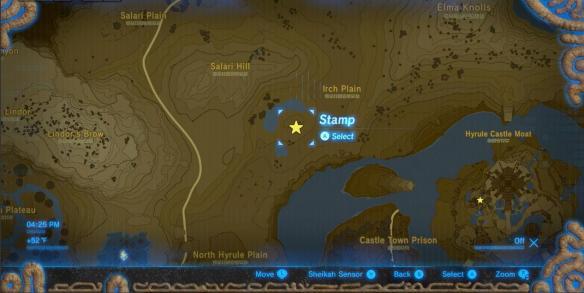 Salari Plain
Elma Knolls
Salari Hill
Irch Plain
Stamp
A Select
Lindor's Brow
Hyrule Castle Moat
04:25 PM
+52 °F
North Hyrule Plain
Castle Town Prison
Off
Move L
Sheikah Sensor
Back
Select A
Zoom